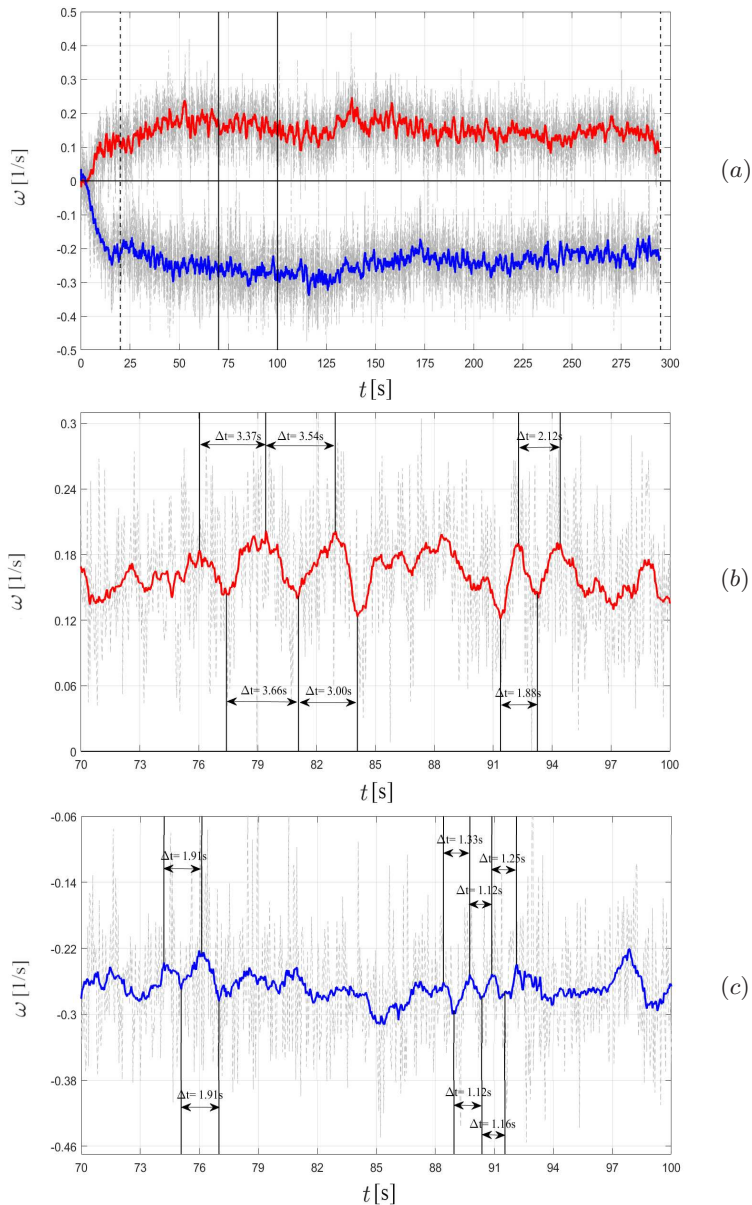 0.5
0.4
0.3
0.2
0.1
0
-0.1
-0.2
-0.3
-0.4
-0.5
ω [1/s]
(a)
0 25 50 75 100 125 150 175 200 225 250 275 300
t [s]
0.3
0.24
0.18
0.12
0.06
0
ω [1/s]
Δt= 3.37s Δt= 3.54s Δt= 2.12s
Δt= 3.66s Δt= 3.00s Δt= 1.88s
(b)
70 73 76 79 82 85 88 91 94 97 100
t [s]
-0.06
-0.14
-0.22
-0.3
-0.38
-0.46
ω [1/s]
Δt= 1.91s Δt= 1.33s Δt= 1.25s
Δt= 1.12s
Δt= 1.91s Δt= 1.12s
Δt= 1.16s
(c)
70 73 76 79 82 85 88 91 94 97 100
t [s]